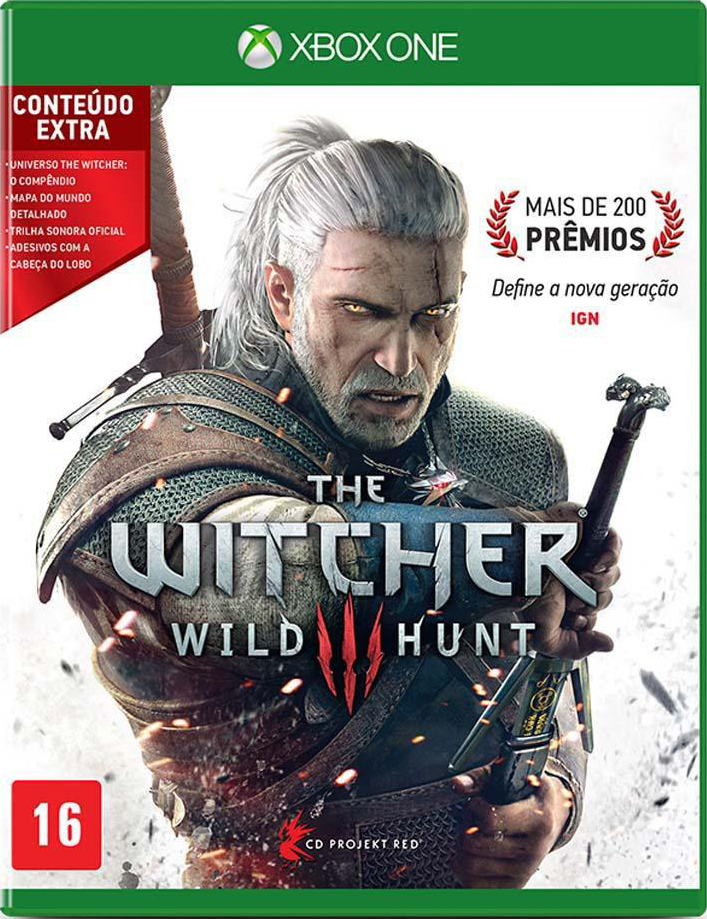 XBOX ONE
CONTEÚDO
EXTRA
•UNIVERSO THE WITCHER:
O COMPÊNDIO
•MAPA DO MUNDO
DETALHADO
•TRILHA SONORA OFICIAL
•ADESIVOS COM A
CABEÇA DO LOBO
MAIS DE 200
PRÊMIOS
Define a nova geração
IGN
THE
WITCHER®
WILD HUNT
16
CD PROJEKT RED®